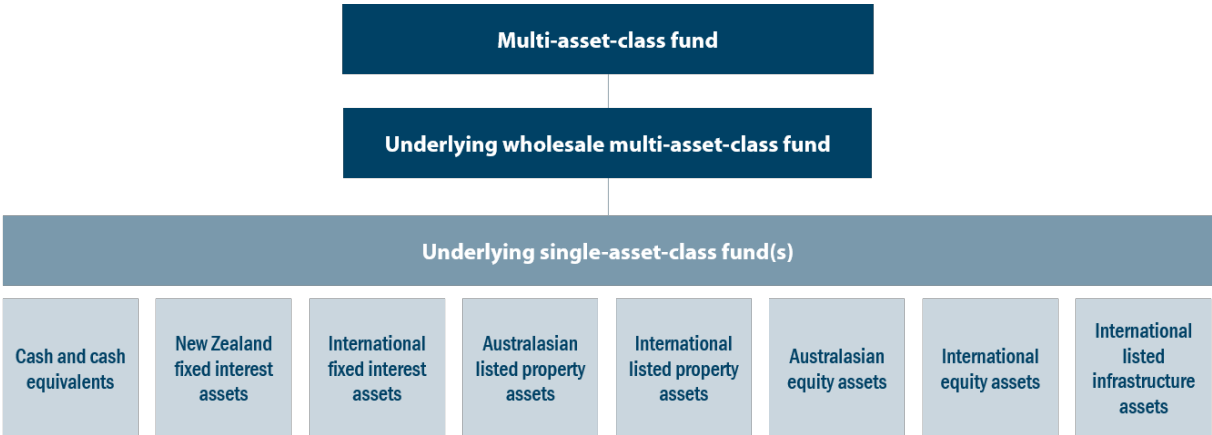 Multi-asset-class fund
Underlying wholesale multi-asset-class fund
Underlying single-asset-class fund(s)
Cash and cash
equivalents
New Zealand
fixed interest
assets
International
fixed interest
assets
Australasian
listed property
assets
International
listed property
assets
Australasian
equity assets
International
equity assets
International
listed
infrastructure
assets